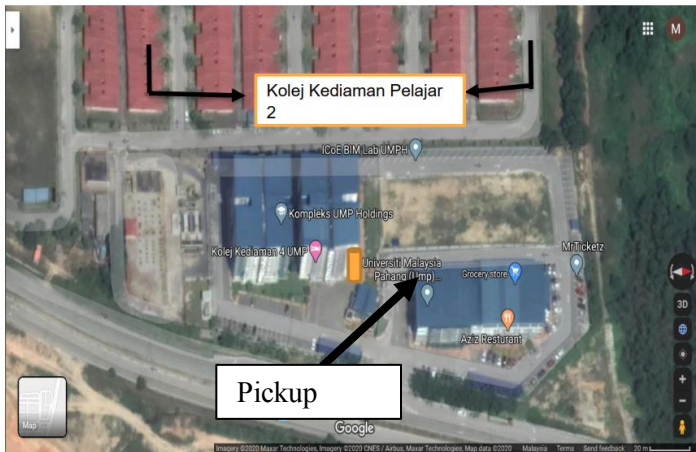 M
Kolej Kediaman Pelajar
2
ICoE BIM Lab UMPH
Kompleks UMP Holdings
Kolej Kediaman 4 UMP
MrTicketz
Universiti Malaysia
Pahang (Ump)...
Grocery store
Aziz Resturant
3D
Pickup
Map
Google
Imagery ©2020 Maxar Technologies, Imagery ©2020 CNES / Airbus, Maxar Technologies, Map data ©2020 Malaysia Terms Send feedback 20 m